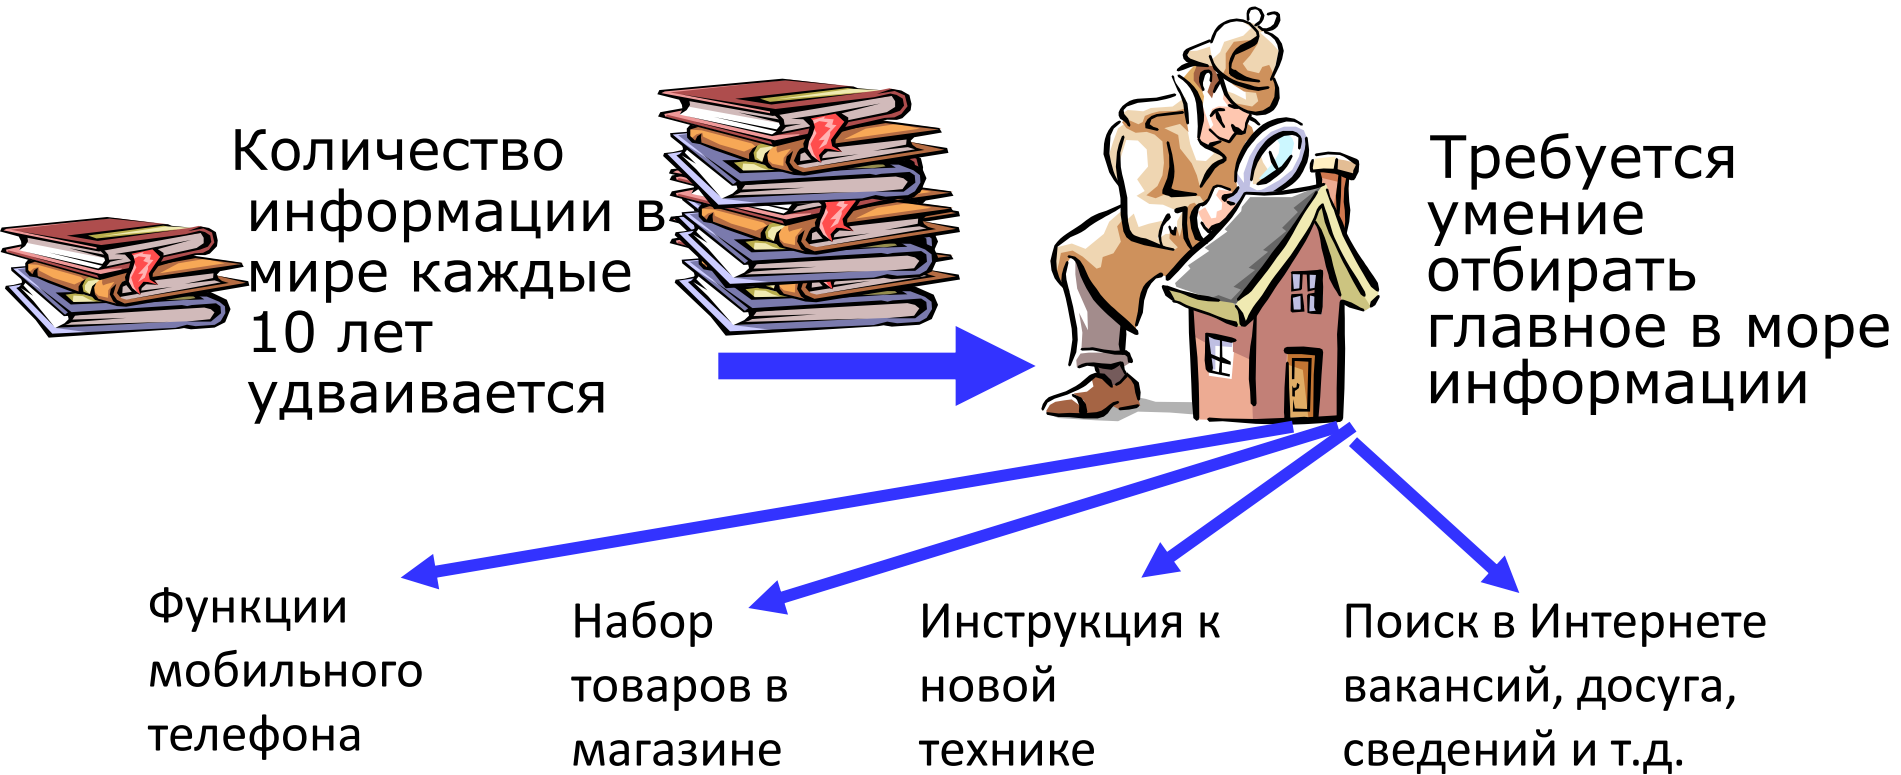 Количество
информации в
мире каждые
10 лет
удваивается
Требуется
умение
отбирать
главное в море
информации
Функции
мобильного
телефона
Набор
товаров в
магазине
Инструкция к
новой
технике
Поиск в Интернете
вакансий, досуга,
сведений и т.д.